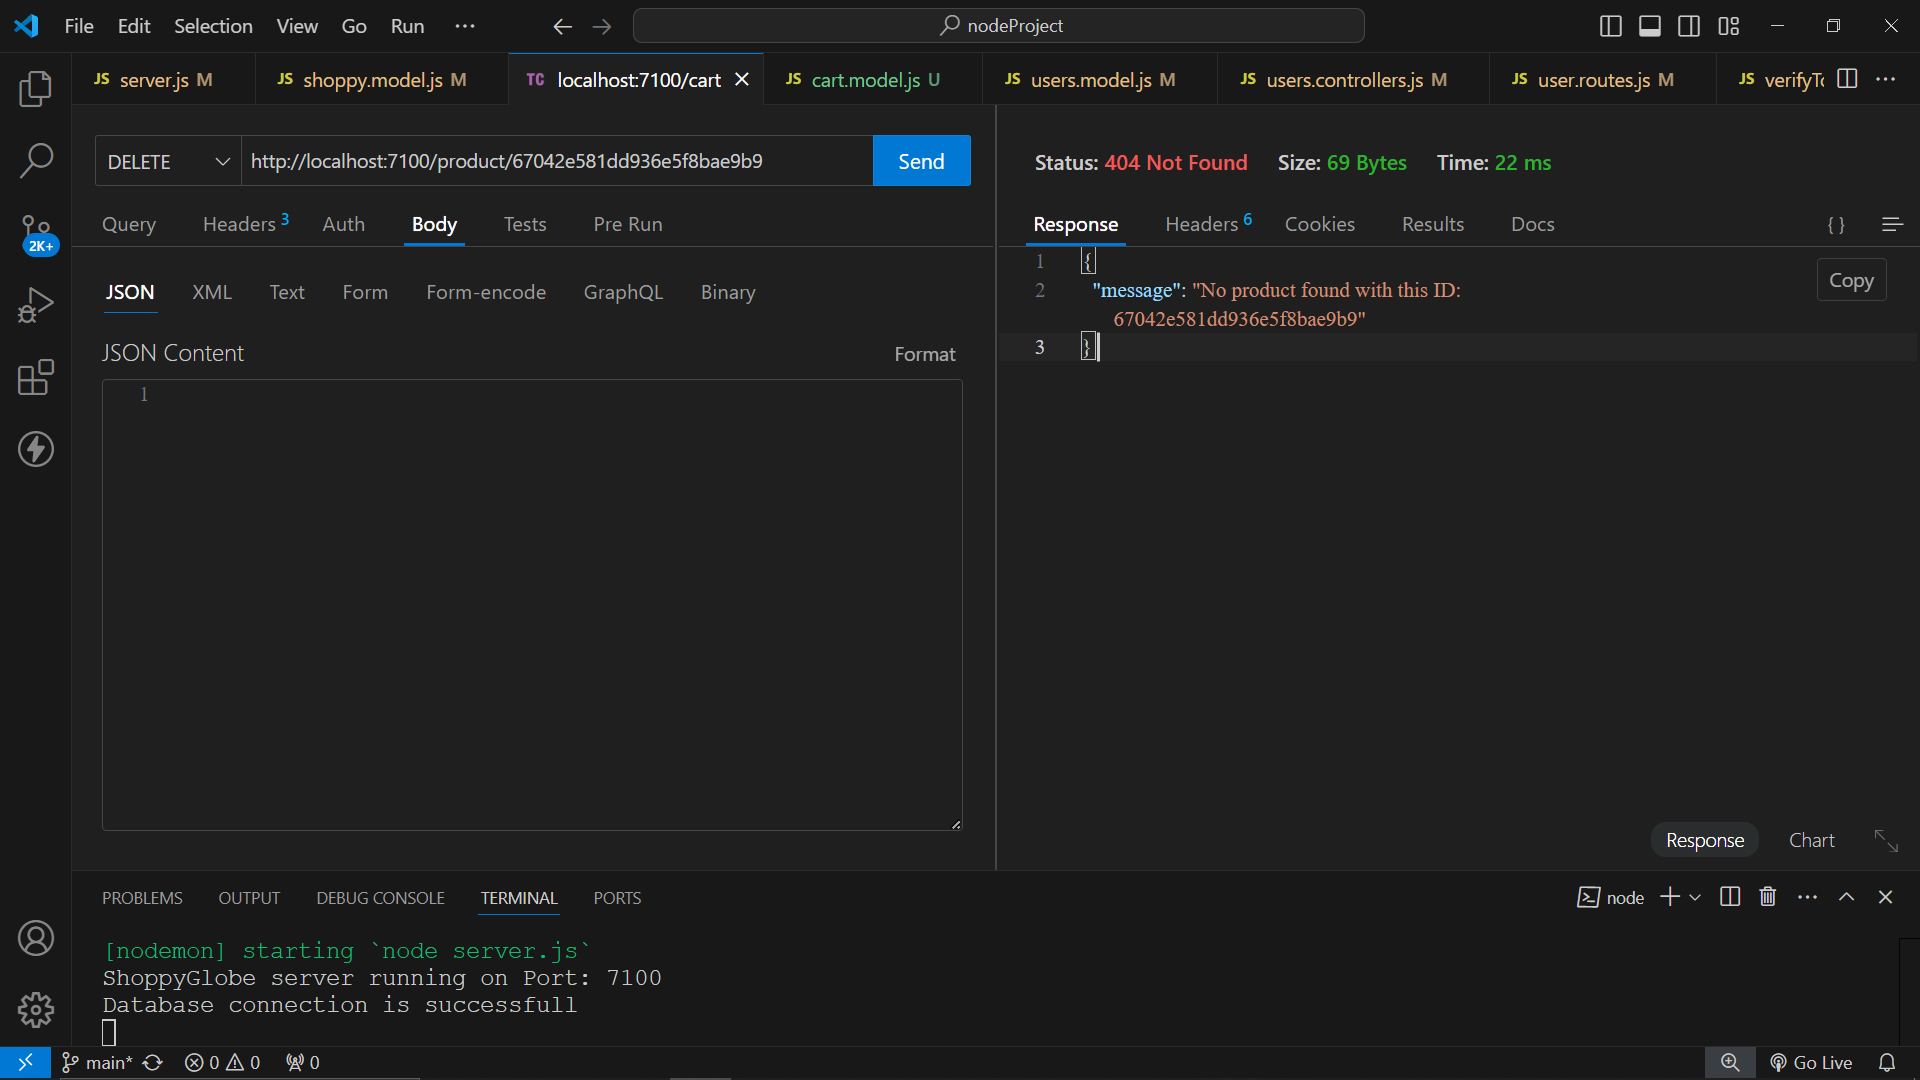 File Edit Selection View Go Run ···
nodeProject
JS server.js M
JS shoppy.model.js M
TC localhost:7100/cart
JS cart.model.js U
JS users.model.js M
JS users.controllers.js M
JS user.routes.js M
JS verifyTo
DELETE
http://localhost:7100/product/67042e581dd936e5f8bae9b9
Send
Query Headers 3 Auth Body Tests Pre Run
JSON XML Text Form Form-encode GraphQL Binary
JSON Content
Format
1
Status: 404 Not Found Size: 69 Bytes Time: 22 ms
Response Headers 6 Cookies Results Docs { }
1 {
2 "message": "No product found with this ID:
67042e581dd936e5f8bae9b9"
3 }
Copy
Response Chart
2K+
PROBLEMS OUTPUT DEBUG CONSOLE TERMINAL PORTS
node
[nodemon] starting `node server.js`
ShoppyGlobe server running on Port: 7100
Database connection is successfull
main* 0 0 0
Go Live